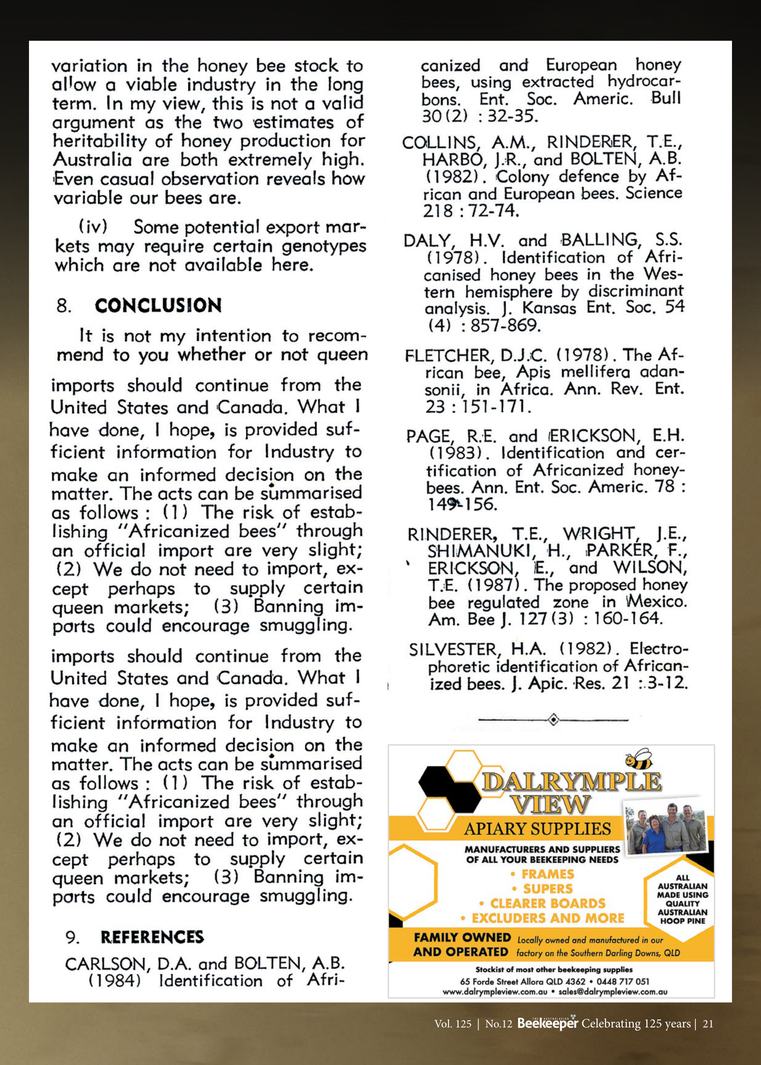 variation in the honey bee stock to
allow a viable industry in the long
term. In my view, this is not a valid
argument as the two estimates of
heritability of honey production for
Australia are both extremely high.
Even casual observation reveals how
variable our bees are.
(iv) Some potential export mar-
kets may require certain genotypes
which are not available here.
8. CONCLUSION
It is not my intention to recom-
mend to you whether or not queen
imports should continue from the
United States and Canada. What I
have done, I hope, is provided suf-
ficient information for Industry to
make an informed decision on the
matter. The acts can be summarised
as follows : (1) The risk of estab-
lishing "Africanized bees" through
an official import are very slight;
(2) We do not need to import, ex-
cept perhaps to supply certain
queen markets; (3) Banning im-
ports could encourage smuggling.
imports should continue from the
United States and Canada. What I
have done, I hope, is provided suf-
ficient information for Industry to
make an informed decision on the
matter. The acts can be summarised
as follows : (1) The risk of estab-
lishing "Africanized bees" through
an official import are very slight;
(2) We do not need to import, ex-
cept perhaps to supply certain
queen markets; (3) Banning im-
ports could encourage smuggling.
9. REFERENCES
CARLSON, D.A. and BOLTEN, A.B.
(1984) Identification of Afri-
canized and European honey
bees, using extracted hydrocar-
bons. Ent. Soc. Americ. Bull
30 (2) : 32-35.
COLLINS, A.M., RINDERER, T.E.,
HARBO, J.R., and BOLTEN, A.B.
(1982). Colony defence by Af-
rican and European bees. Science
218 : 72-74.
DALY, H.V. and BALLING, S.S.
(1978). Identification of Afri-
canised honey bees in the Wes-
tern hemisphere by discriminant
analysis. J. Kansas Ent. Soc. 54
(4) : 857-869.
FLETCHER, D.J.C. (1978). The Af-
rican bee, Apis mellifera adan-
sonii, in Africa. Ann. Rev. Ent.
23 : 151-171.
PAGE, R.E. and ERICKSON, E.H.
(1983). Identification and cer-
tification of Africanized honey-
bees. Ann. Ent. Soc. Americ. 78 :
149-156.
RINDERER, T.E., WRIGHT, J.E.,
SHIMANUKI, H., PARKER, F.,
ERICKSON, E., and WILSON,
T.E. (1987). The proposed honey
bee regulated zone in Mexico.
Am. Bee J. 127 (3) : 160-164.
SILVESTER, H.A. (1982). Electro-
phoretic identification of African-
ized bees. J. Apic. Res. 21 : 3-12.
DALRYMPLE
VIEW
APIARY SUPPLIES
MANUFACTURERS AND SUPPLIERS
OF ALL YOUR BEEKEEPING NEEDS
• FRAMES
• SUPERS
• CLEARER BOARDS
• EXCLUDERS AND MORE
ALL
AUSTRALIAN
MADE USING
QUALITY
AUSTRALIAN
HOOP PINE
FAMILY OWNED
AND OPERATED
Locally owned and manufactured in our
factory on the Southern Darling Downs, QLD
Stockist of most other beekeeping supplies
65 Forde Street Allora QLD 4362 • 0448 717 051
www.dalrympleview.com.au • sales@dalrympleview.com.au
Vol. 125 | No.12 Beekeeper Celebrating 125 years | 21